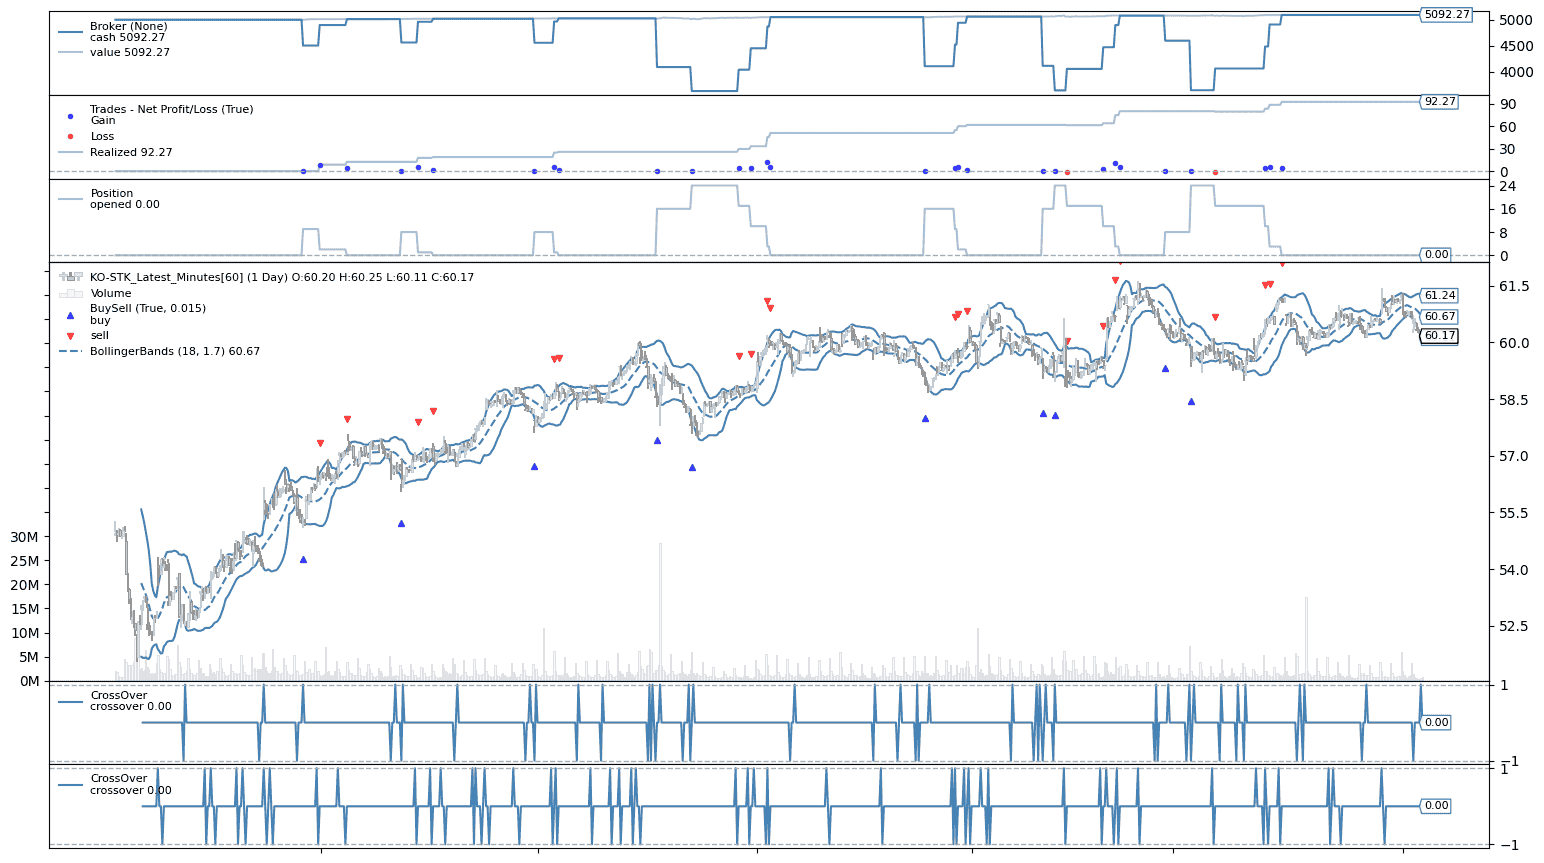 Broker (None)
cash 5092.27
value 5092.27
5092.27
5000
4500
4000
Trades - Net Profit/Loss (True)
Gain
Loss
Realized 92.27
92.27
90
60
30
0
Position
opened 0.00
24
16
8
0.00
0
KO-STK_Latest_Minutes[60] (1 Day) O:60.20 H:60.25 L:60.11 C:60.17
Volume
BuySell (True, 0.015)
buy
sell
BollingerBands (18, 1.7) 60.67
61.24
60.67
60.17
61.5
60.0
58.5
57.0
55.5
54.0
52.5
30M
25M
20M
15M
10M
5M
0M
CrossOver
crossover 0.00
1
0.00
−1
CrossOver
crossover 0.00
1
0.00
−1